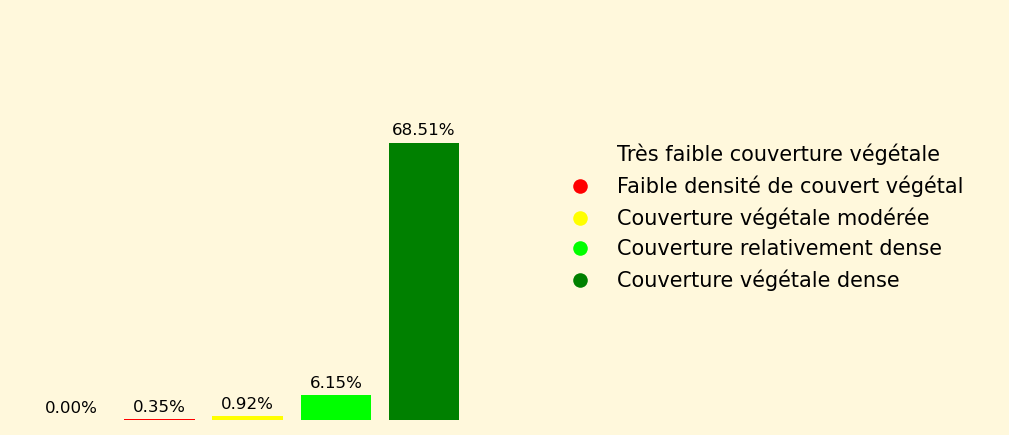 68.51%
6.15%
0.92%
0.35%
0.00%
Très faible couverture végétale
Faible densité de couvert végétal
Couverture végétale modérée
Couverture relativement dense
Couverture végétale dense